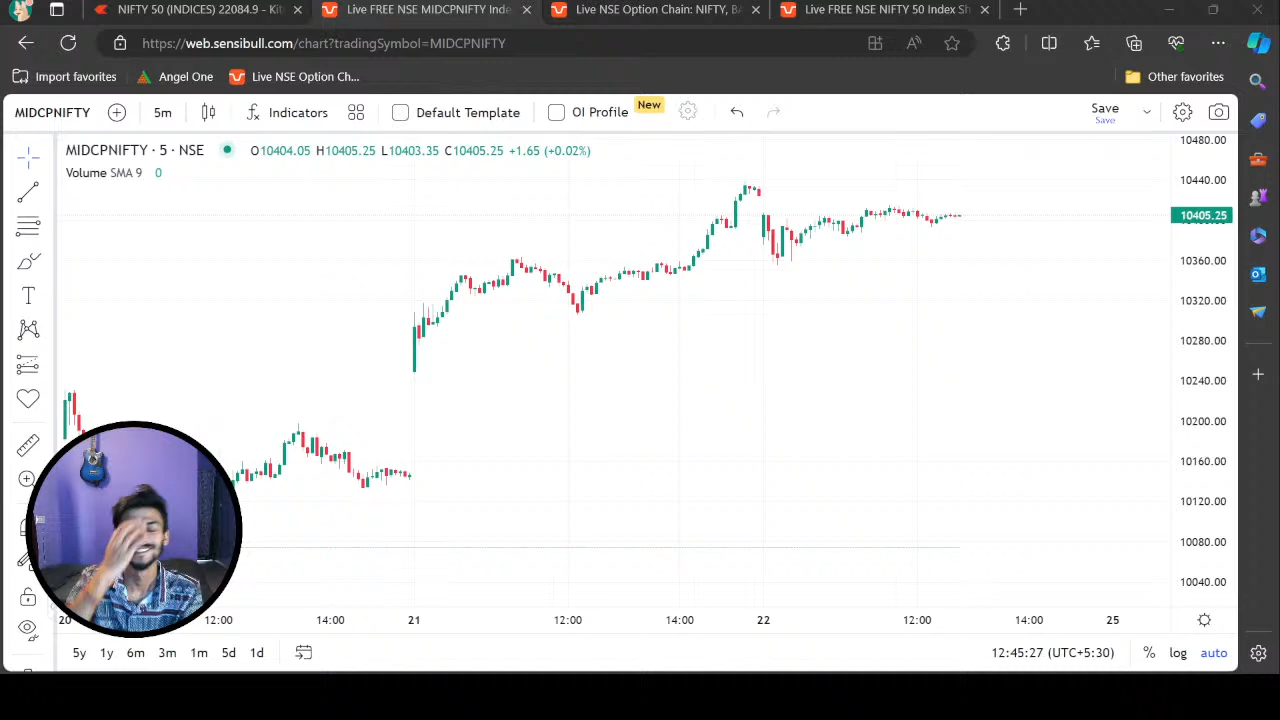 NIFTY 50 (INDICES) 22084.9 - Kit
Live FREE NSE MIDCPNIFTY Inde
Live NSE Option Chain: NIFTY, BA
Live FREE NSE NIFTY 50 Index Sh
https://web.sensibull.com/chart?tradingSymbol=MIDCPNIFTY
Import favorites
Angel One
Live NSE Option Ch...
Other favorites
MIDCPNIFTY
5m
Indicators
Default Template
OI Profile
New
Save
Save
MIDCPNIFTY · 5 · NSE
O10404.05 H10405.25 L10403.35 C10405.25 +1.65 (+0.02%)
Volume SMA 9 0
10480.00
10440.00
10405.25
10360.00
10320.00
10280.00
10240.00
10200.00
10160.00
10120.00
10080.00
10040.00
20 12:00 14:00 21 12:00 14:00 22 12:00 14:00 25
5y 1y 6m 3m 1m 5d 1d
12:45:27 (UTC+5:30)
% log auto